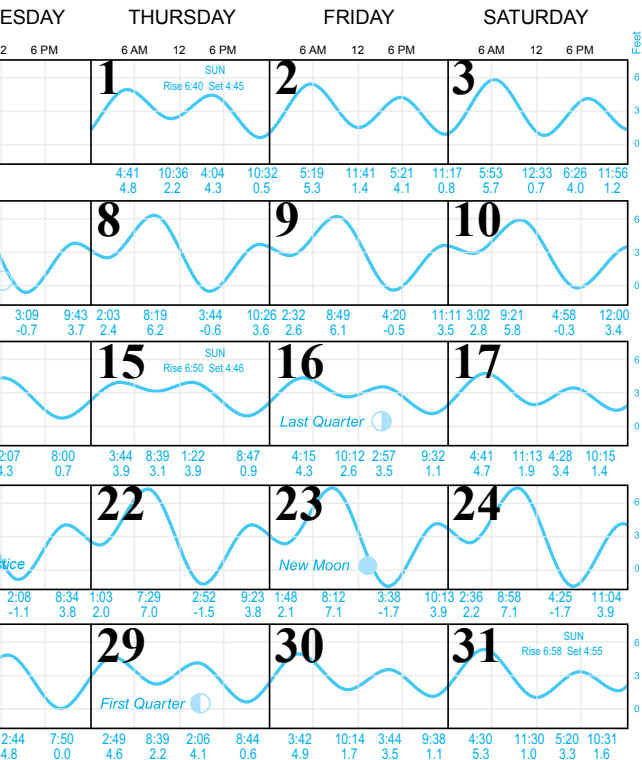 ESDAY THURSDAY FRIDAY SATURDAY
2 6 PM 6 AM 12 6 PM 6 AM 12 6 PM 6 AM 12 6 PM Feet
1 SUN 2 3
Rise 6:40 Set 4:45
6
3
0
4:41 10:36 4:04 10:32 5:19 11:41 5:21 11:17 5:53 12:33 6:26 11:56
4.8 2.2 4.3 0.5 5.3 1.4 4.1 0.8 5.7 0.7 4.0 1.2
8 9 10
6
3
0
3:09 9:43 2:03 8:19 3:44 10:26 2:32 8:49 4:20 11:11 3:02 9:21 4:58 12:00
-0.7 3.7 2.4 6.2 -0.6 3.6 2.6 6.1 -0.5 3.5 2.8 5.8 -0.3 3.4
15 SUN 16 17
Rise 6:50 Set 4:46
6
3
0
Last Quarter
2:07 8:00 3:44 8:39 1:22 8:47 4:15 10:12 2:57 9:32 4:41 11:13 4:28 10:15
4.3 0.7 3.9 3.1 3.9 0.9 4.3 2.6 3.5 1.1 4.7 1.9 3.4 1.4
22 23 24
6
3
0
stice New Moon
2:08 8:34 1:03 7:29 2:52 9:23 1:48 8:12 3:38 10:13 2:36 8:58 4:25 11:04
-1.1 3.8 2.0 7.0 -1.5 3.8 2.1 7.1 -1.7 3.9 2.2 7.1 -1.7 3.9
29 30 31 SUN
Rise 6:58 Set 4:55
6
3
0
First Quarter
2:44 7:50 2:49 8:39 2:06 8:44 3:42 10:14 3:44 9:38 4:30 11:30 5:20 10:31
4.8 0.0 4.6 2.2 4.1 0.6 4.9 1.7 3.5 1.1 5.3 1.0 3.3 1.6